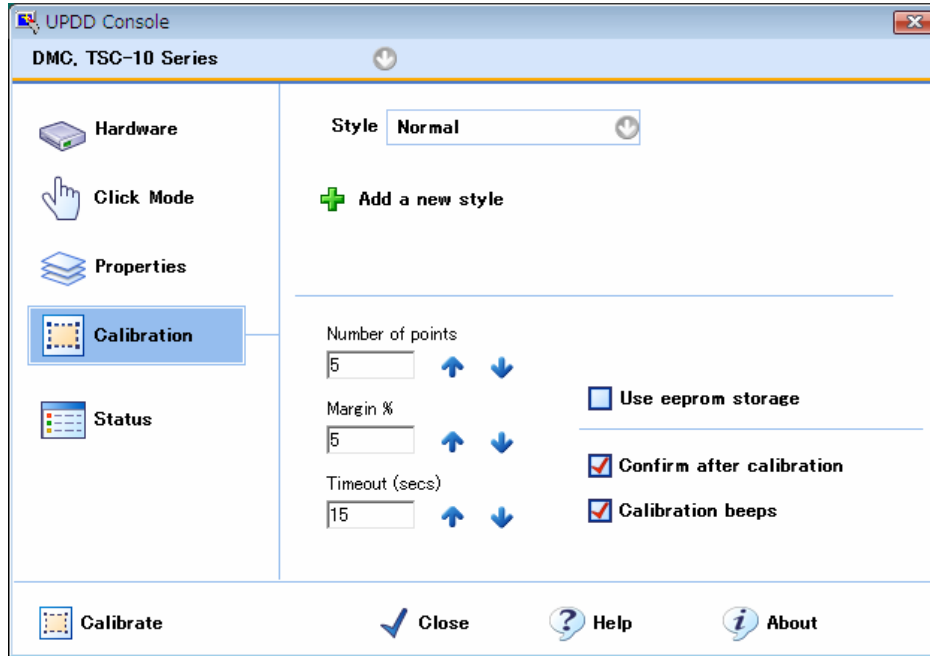 UPDD Console
DMC, TSC-10 Series
Hardware
Click Mode
Properties
Calibration
Status
Style Normal
Add a new style
Number of points
5
Margin %
5
Timeout (secs)
15
Use eeprom storage
Confirm after calibration
Calibration beeps
Calibrate Close Help About